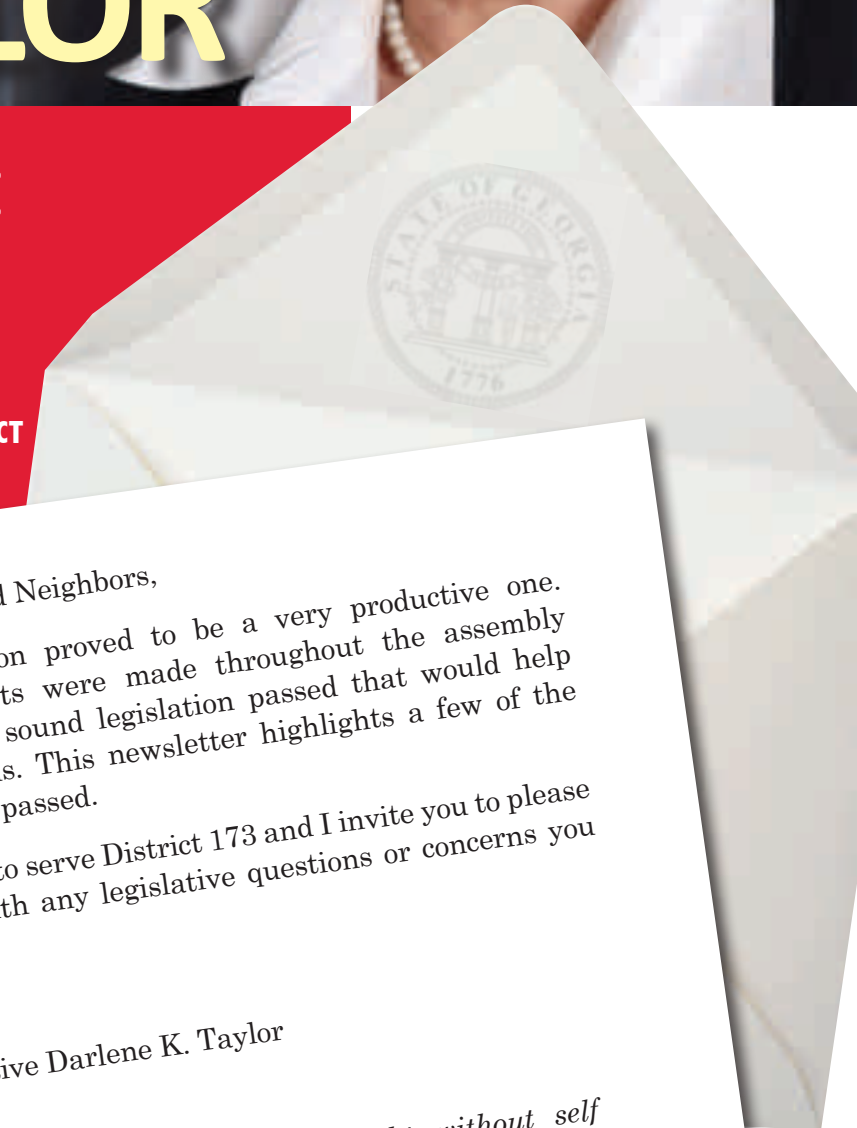 LOR
STATE OF GEORGIA
1776
CT
Neighbors,
on proved to be a very productive one.
ts were made throughout the assembly
sound legislation passed that would help
s. This newsletter highlights a few of the
passed.
to serve District 173 and I invite you to please
th any legislative questions or concerns you
tive Darlene K. Taylor
without self